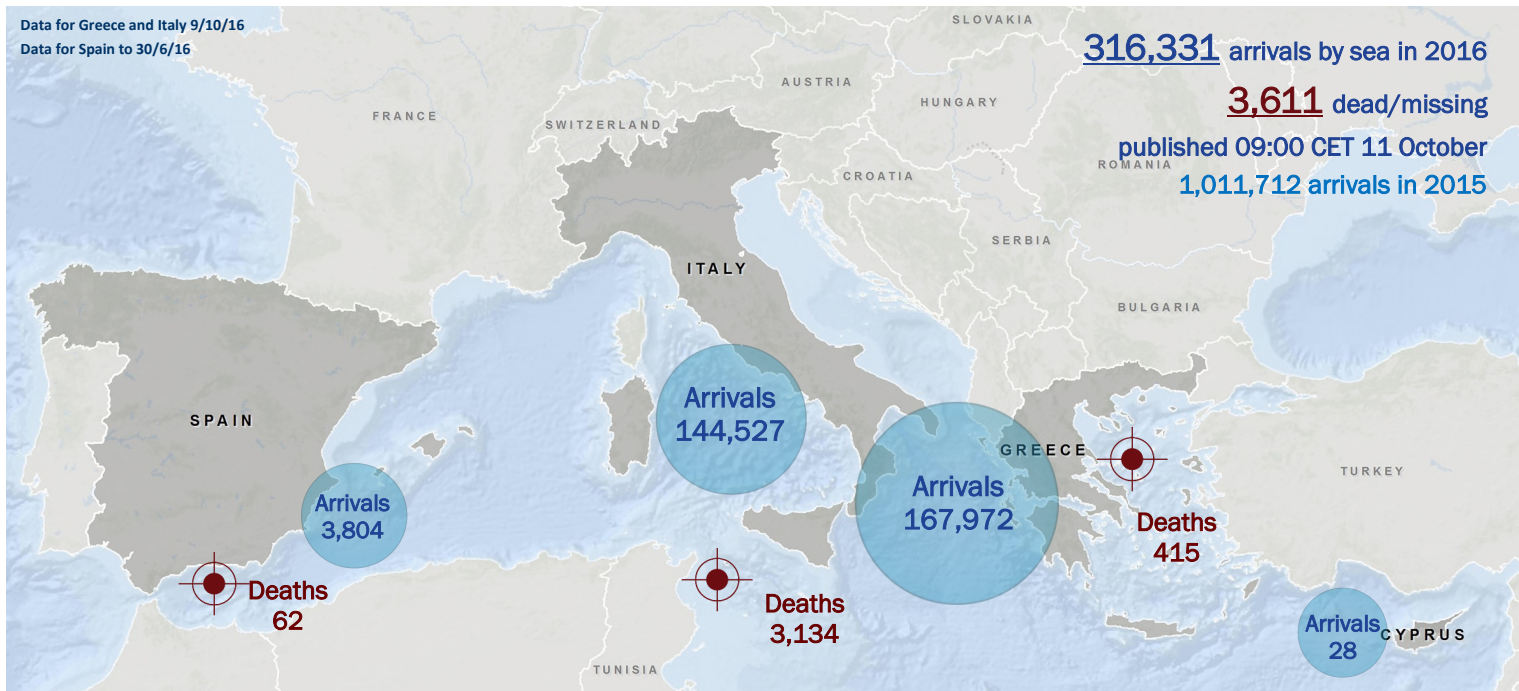 Data for Greece and Italy 9/10/16
Data for Spain to 30/6/16
316,331 arrivals by sea in 2016
3,611 dead/missing
published 09:00 CET 11 October
1,011,712 arrivals in 2015
SLOVAKIA
AUSTRIA
HUNGARY
FRANCE
SWITZERLAND
ROMANIA
CROATIA
SERBIA
ITALY
BULGARIA
SPAIN
GREECE
TURKEY
Arrivals
144,527
Arrivals
167,972
Arrivals
3,804
Deaths
415
Deaths
62
Deaths
3,134
Arrivals
28
CYPRUS
TUNISIA